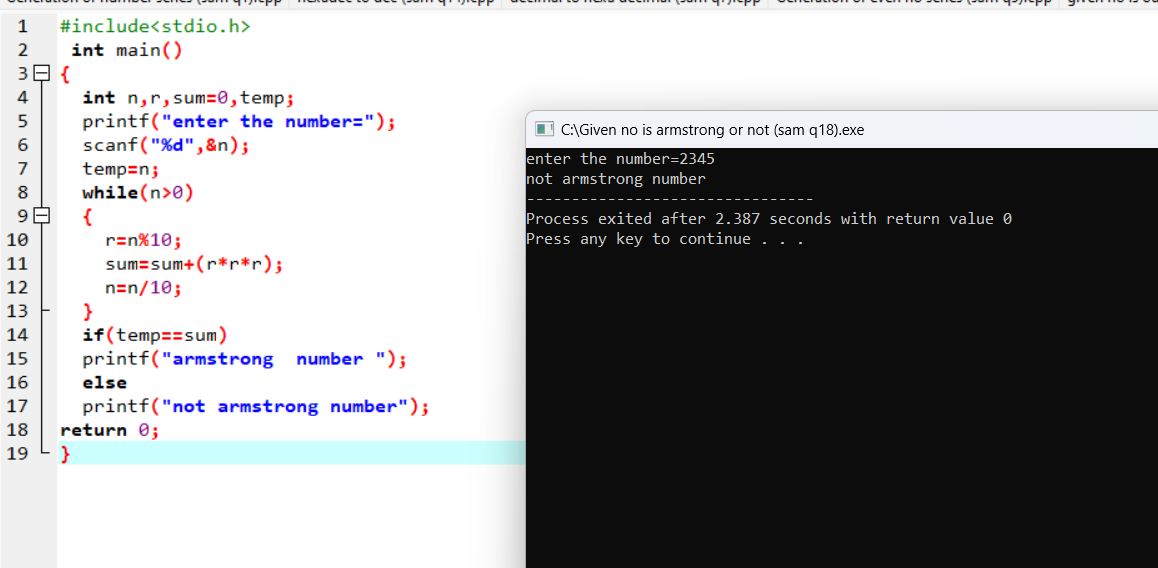 1 #include<stdio.h>
2 int main()
3 {
4 int n,r,sum=0,temp;
5 printf("enter the number=");
6 scanf("%d",&n);
7 temp=n;
8 while(n>0)
9 {
10 r=n%10;
11 sum=sum+(r*r*r);
12 n=n/10;
13 }
14 if(temp==sum)
15 printf("armstrong  number ");
16 else
17 printf("not armstrong number");
18 return 0;
19 }
C:\Given no is armstrong or not (sam q18).exe
enter the number=2345
not armstrong number
--------------------------------
Process exited after 2.387 seconds with return value 0
Press any key to continue . . .